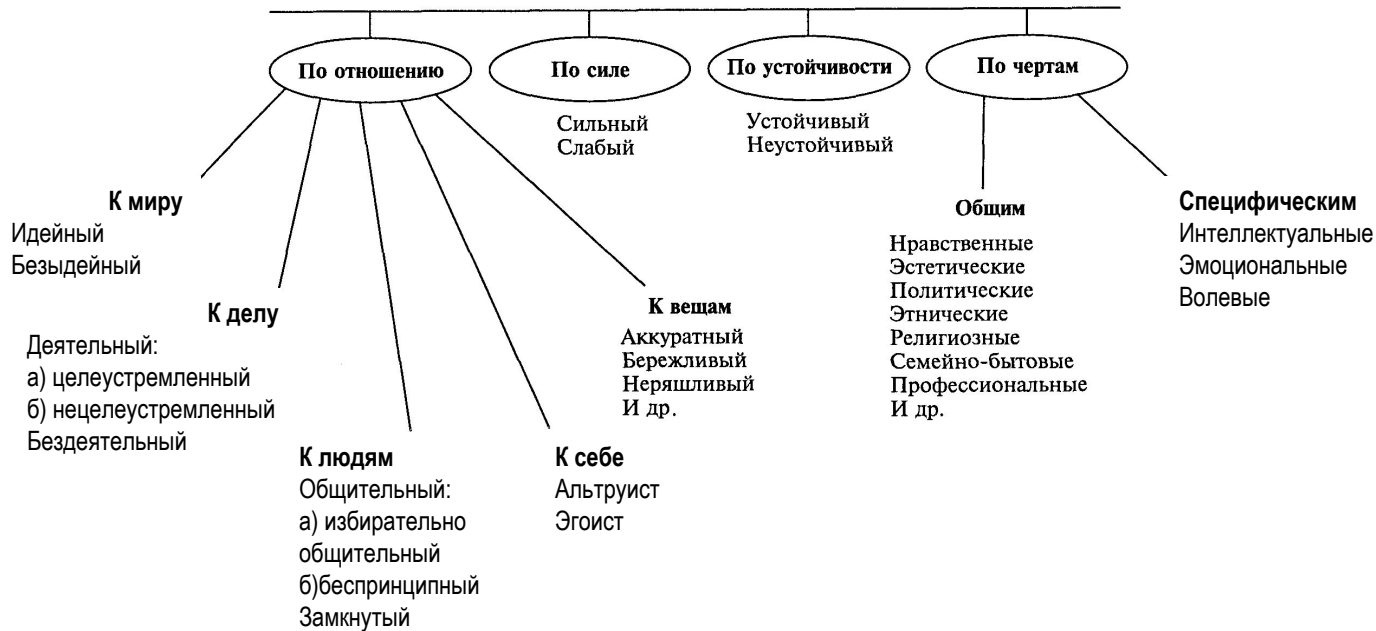 По отношению
По силе
По устойчивости
По чертам
Сильный
Слабый
Устойчивый
Неустойчивый
К миру
Идейный
Безыдейный
К делу
Деятельный:
а) целеустремленный
б) нецелеустремленный
Бездеятельный
К людям
Общительный:
а) избирательно
общительный
б)беспринципный
Замкнутый
К себе
Альтруист
Эгоист
К вещам
Аккуратный
Бережливый
Неряшливый
И др.
Общим
Нравственные
Эстетические
Политические
Этнические
Религиозные
Семейно-бытовые
Профессиональные
И др.
Специфическим
Интеллектуальные
Эмоциональные
Волевые